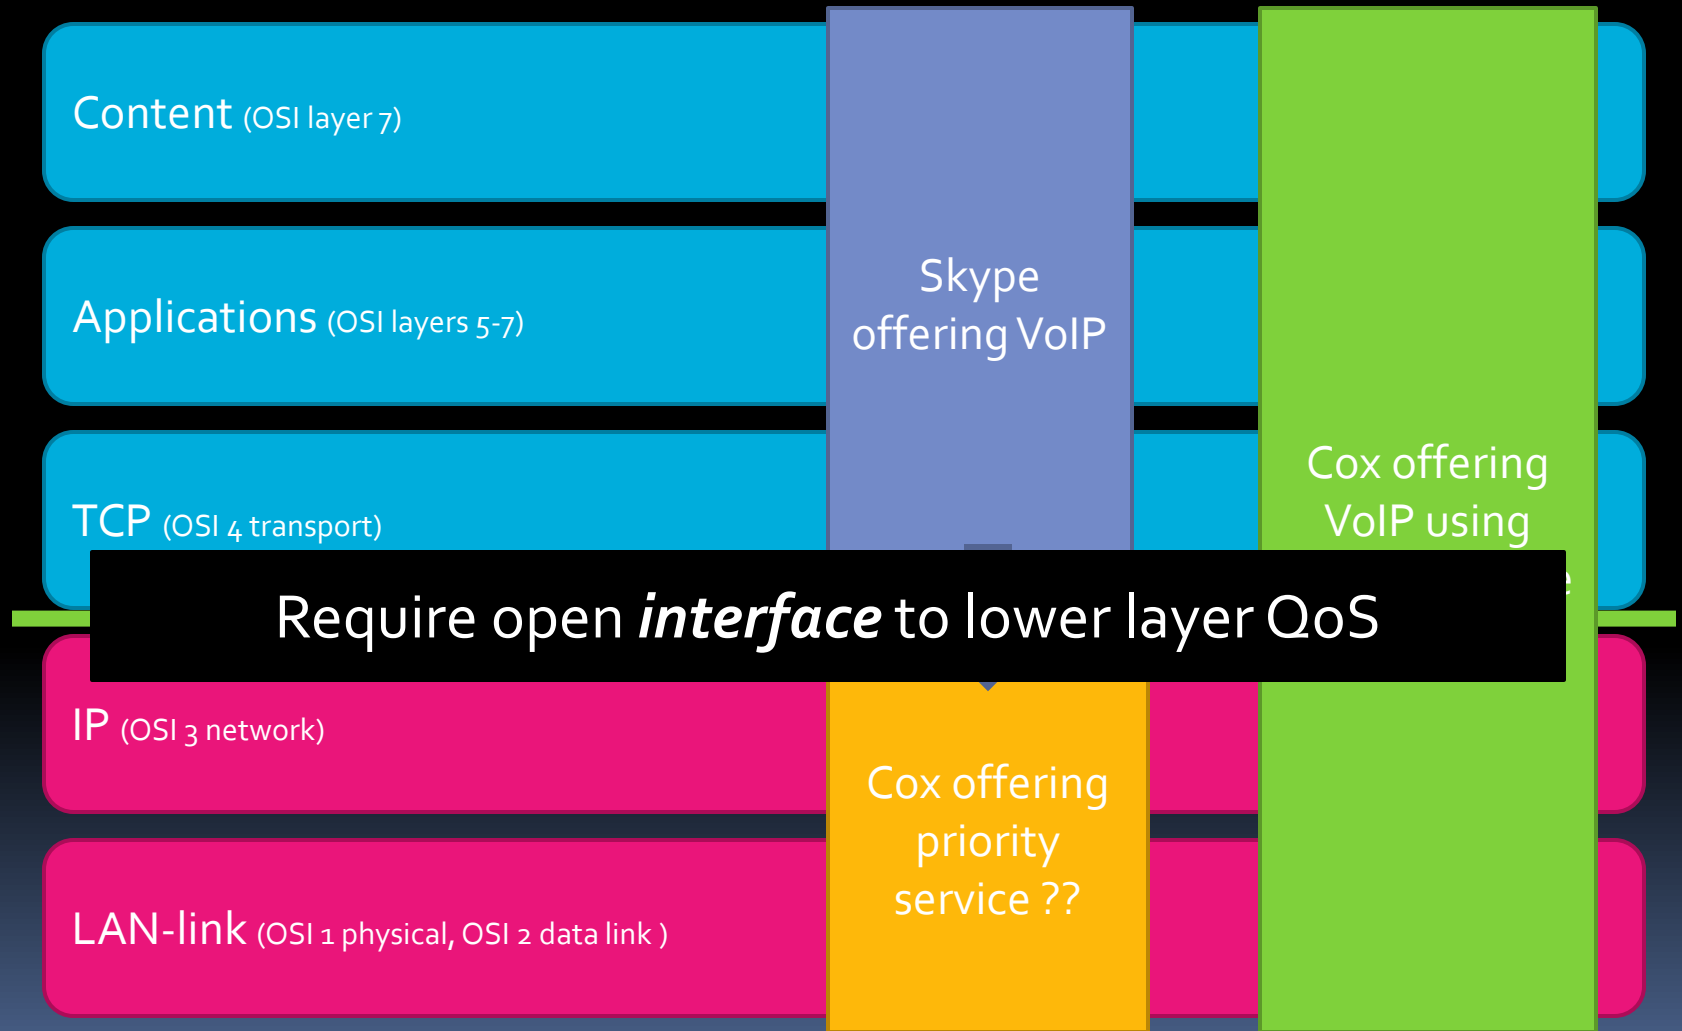 Content (OSI layer 7)
Applications (OSI layers 5-7)
TCP (OSI 4 transport)
IP (OSI 3 network)
LAN-link (OSI 1 physical, OSI 2 data link )
Skype
offering VoIP
Cox offering
VoIP using
Require open interface to lower layer QoS
Cox offering
priority
service ??